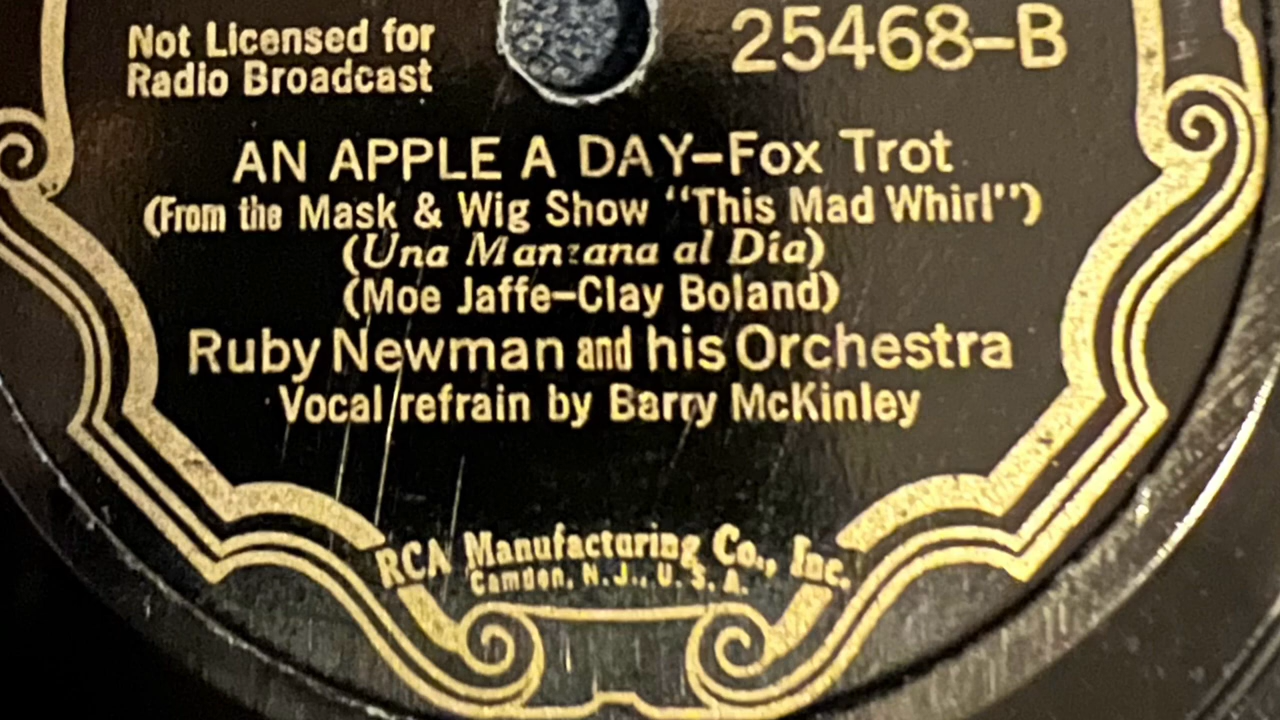 Not Licensed for
Radio Broadcast
25468-B
AN APPLE A DAY-Fox Trot
(From the Mask & Wig Show "This Mad Whirl")
(Una Manzana al Día)
(Moe Jaffe-Clay Boland)
Ruby Newman and his Orchestra
Vocal refrain by Barry McKinley
RCA Manufacturing Co., Inc.
Camden, N.J., U.S.A.